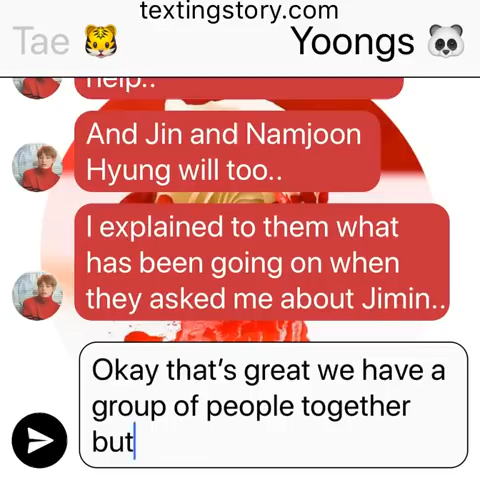 textingstory.com
Tae 🐯 Yoongs 🐼
help..
And Jin and Namjoon
Hyung will too..
I explained to them what
has been going on when
they asked me about Jimin..
Okay that’s great we have a
group of people together
but